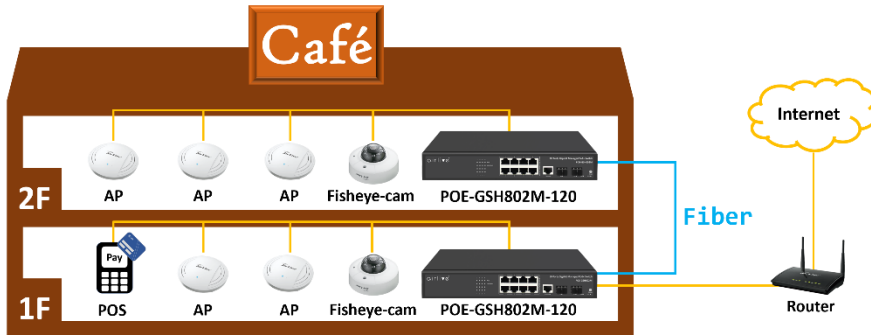 Café
Internet
2F
AP
AP
AP
Fisheye-cam
POE-GSH802M-120
Fiber
Pay
1F
POS
AP
AP
Fisheye-cam
POE-GSH802M-120
Router